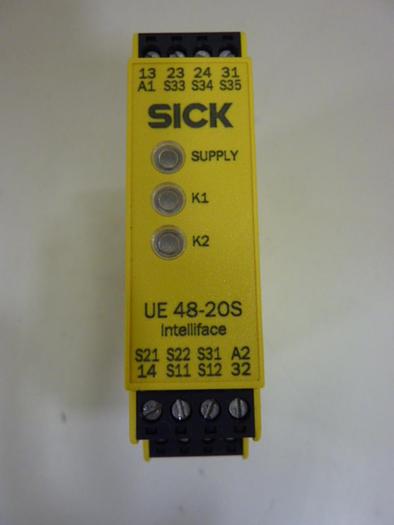 13 23 24 31
A1 S33 S34 S35
SICK
SUPPLY
K1
K2
UE 48-2OS
Intelliface
S21 S22 S31 A2
14 S11 S12 32